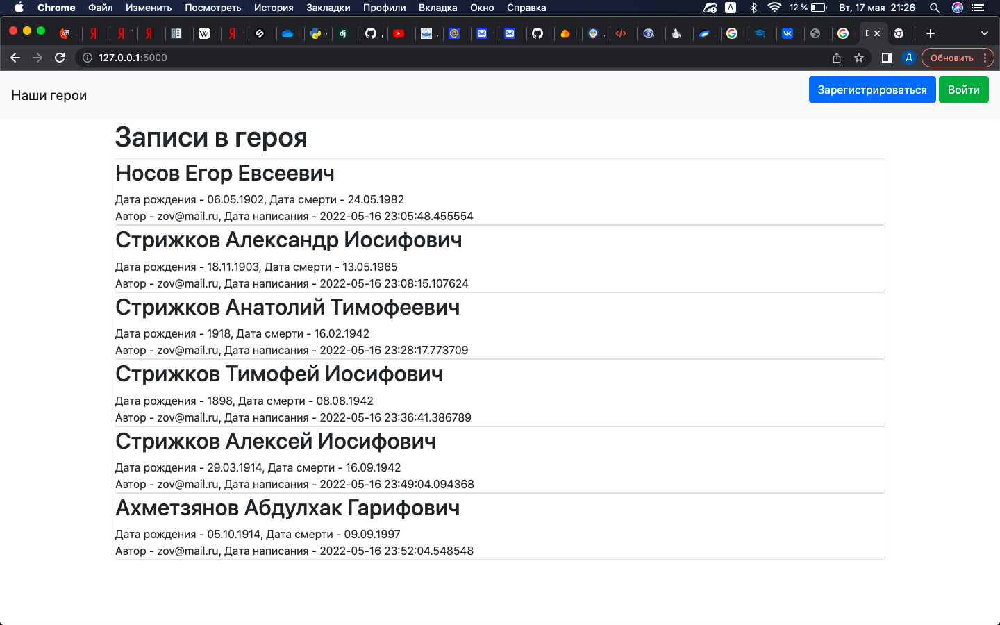 Chrome Файл Изменить Посмотреть История Закладки Профили Вкладка Окно Справка A 12 % Вт, 17 мая 21:26
127.0.0.1:5000 Д Обновить
Наши герои Зарегистрироваться Войти
Записи в героя
Носов Егор Евсеевич
Дата рождения - 06.05.1902, Дата смерти - 24.05.1982
Автор - zov@mail.ru, Дата написания - 2022-05-16 23:05:48.455554
Стрижков Александр Иосифович
Дата рождения - 18.11.1903, Дата смерти - 13.05.1965
Автор - zov@mail.ru, Дата написания - 2022-05-16 23:08:15.107624
Стрижков Анатолий Тимофеевич
Дата рождения - 1918, Дата смерти - 16.02.1942
Автор - zov@mail.ru, Дата написания - 2022-05-16 23:28:17.773709
Стрижков Тимофей Иосифович
Дата рождения - 1898, Дата смерти - 08.08.1942
Автор - zov@mail.ru, Дата написания - 2022-05-16 23:36:41.386789
Стрижков Алексей Иосифович
Дата рождения - 29.03.1914, Дата смерти - 16.09.1942
Автор - zov@mail.ru, Дата написания - 2022-05-16 23:49:04.094368
Ахметзянов Абдулхак Гарифович
Дата рождения - 05.10.1914, Дата смерти - 09.09.1997
Автор - zov@mail.ru, Дата написания - 2022-05-16 23:52:04.548548